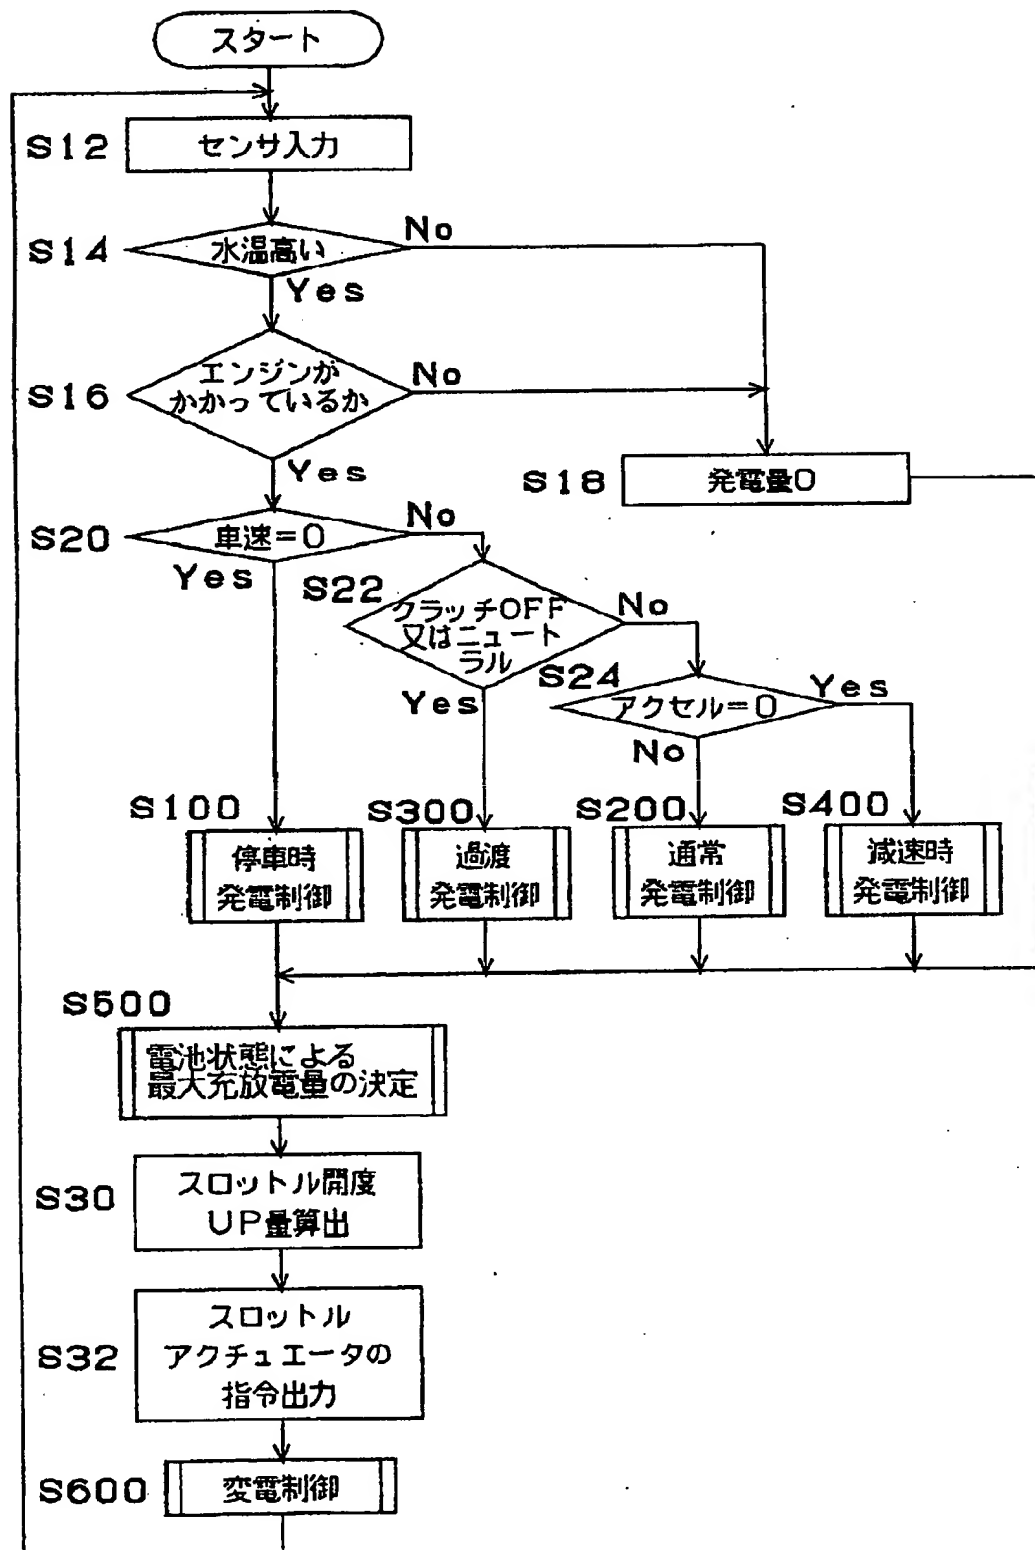 スタート
S12
センサ入力
S14
水温高い
No
Yes
S16
エンジンが
かかっているか
No
Yes
S18
発電量0
S20
車速=0
No
Yes
S22
クラッチOFF
又はニュート
ラル
No
Yes
S24
アクセル=0
Yes
No
S100
停車時
発電制御
S300
過渡
発電制御
S200
通常
発電制御
S400
減速時
発電制御
S500
電池状態による
最大充放電量の決定
S30
スロットル開度
UP量算出
S32
スロットル
アクチュエータの
指令出力
S600
変電制御